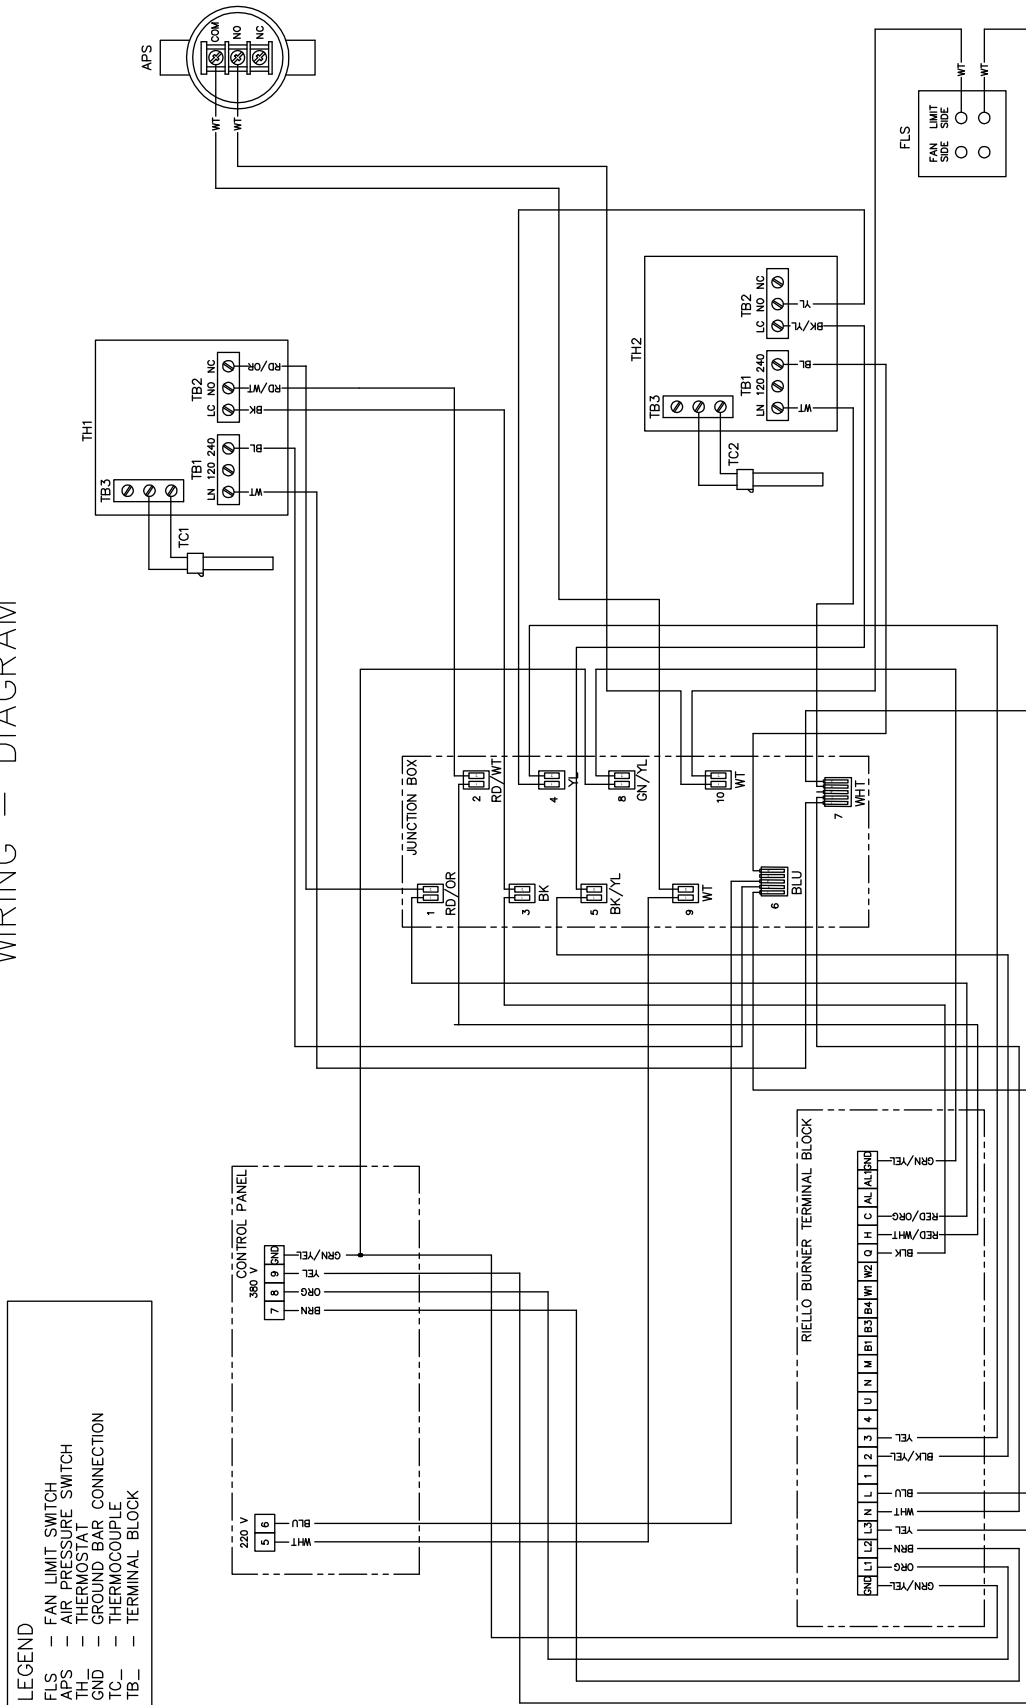 WIRING — DIAGRAM
LEGEND
FLS — FAN LIMIT SWITCH
APS — AIR PRESSURE SWITCH
TH_ — THERMOSTAT
GND — GROUND BAR CONNECTION
TC_ — THERMOCOUPLE
TB_ — TERMINAL BLOCK
CONTROL PANEL
220 V
5 6
WHT
BLU
380 V
7 8 9 GND
BRN
ORG
YEL
GRN/YEL
RIELLO BURNER TERMINAL BLOCK
GND L1 L2 L3 N L 1 2 3 4 U N M B1 B3 B4 W1 W2 Q H C AL AL1 GND
GRN/YEL
ORG
BRN
YEL
WHT
BLU
BLK/YEL
YEL
BLK
RED/WHT
RED/ORG
GRN/YEL
JUNCTION BOX
1
RD/OR
2
RD/WT
3
BK
4
YL
5
BK/YL
8
GN/YL
9
WT
10
WT
6
BLU
7
WHT
TH1
TB3
TC1
TB1
LN 120 240
WT
BL
TB2
LC NO NC
BK
RD/WT
RD/OR
TH2
TB3
TC2
TB1
LN 120 240
WT
BL
TB2
LC NO NC
BK/YL
YL
APS
COM
NO
NC
WT
WT
FLS
FAN SIDE
LIMIT SIDE
WT
WT